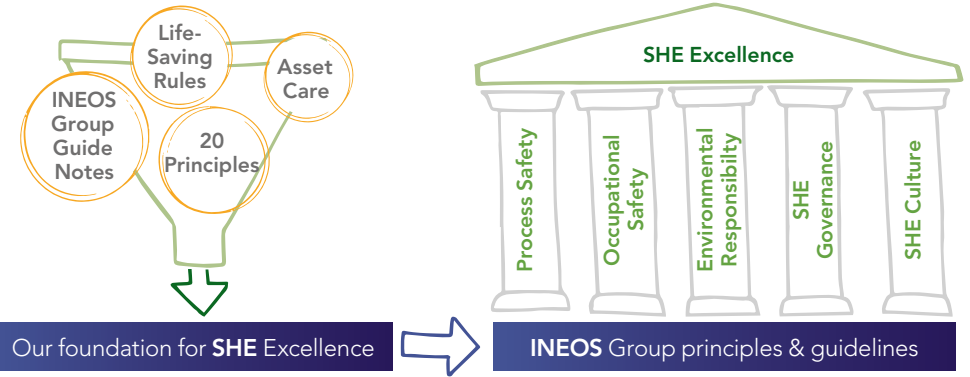 Life-
Saving
Rules
Asset
Care
INEOS
Group
Guide
Notes
20
Principles
Our foundation for SHE Excellence
SHE Excellence
Process Safety
Occupational
Safety
Environmental
Responsibilty
SHE
Governance
SHE Culture
INEOS Group principles & guidelines